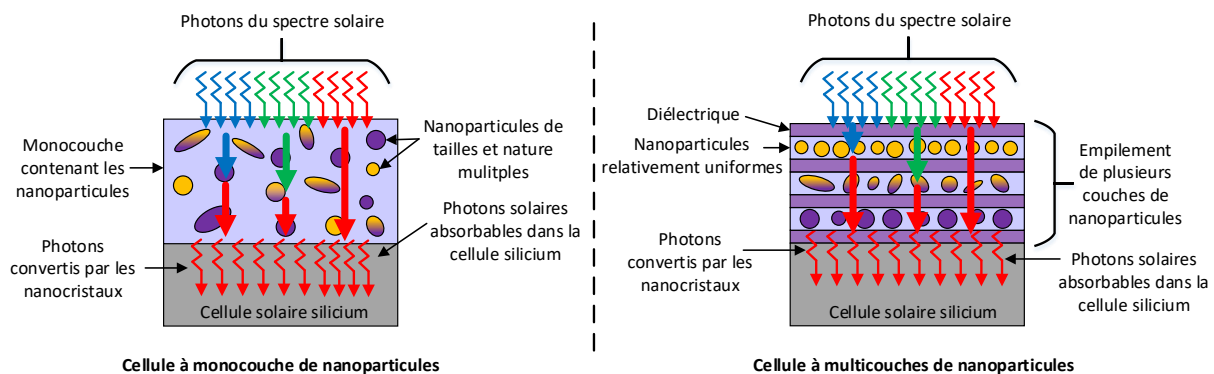 Photons du spectre solaire
Monocouche
contenant les
nanoparticules
Nanoparticules de
tailles et nature
mulitples
Photons solaires
absorbables dans la
cellule silicium
Photons
convertis par les
nanocristaux
Cellule solaire silicium
Cellule à monocouche de nanoparticules
Photons du spectre solaire
Diélectrique
Nanoparticules
relativement uniformes
Empilement
de plusieurs
couches de
nanoparticules
Photons
convertis par les
nanocristaux
Photons solaires
absorbables dans la
cellule silicium
Cellule solaire silicium
Cellule à multicouches de nanoparticules